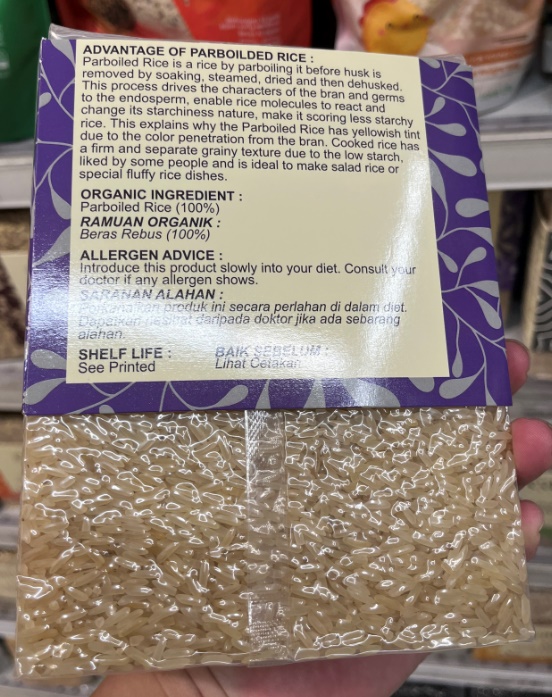 ADVANTAGE OF PARBOILDED RICE :
Parboiled Rice is a rice by parboiling it before husk is
removed by soaking, steamed, dried and then dehusked.
This process drives the characters of the bran and germs
to the endosperm, enable rice molecules to react and
change its starchiness nature, make it scoring less starchy
rice. This explains why the Parboiled Rice has yellowish tint
due to the color penetration from the bran. Cooked rice has
a firm and separate grainy texture due to the low starch,
liked by some people and is ideal to make salad rice or
special fluffy rice dishes.
ORGANIC INGREDIENT :
Parboiled Rice (100%)
RAMUAN ORGANIK :
Beras Rebus (100%)
ALLERGEN ADVICE :
Introduce this product slowly into your diet. Consult your
doctor if any allergen shows.
SARANAN ALAHAN :
produk ini secara perlahan di dalam diet.
Dapatkan nasihat daripada doktor jika ada sebarang
alahan.
SHELF LIFE :
See Printed
BAIK SEBELUM :
Lihat Cetakan